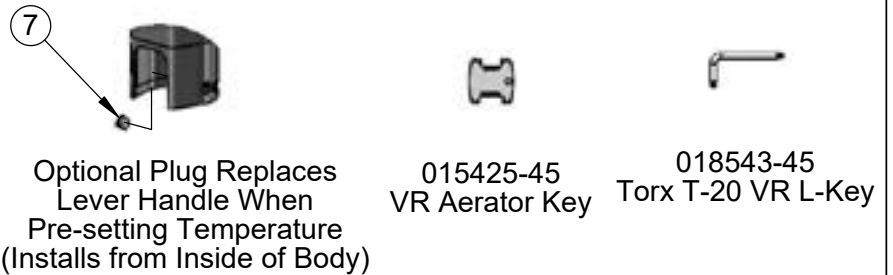 7
Optional Plug Replaces
Lever Handle When
Pre-setting Temperature
(Installs from Inside of Body)
015425-45
VR Aerator Key
018543-45
Torx T-20 VR L-Key